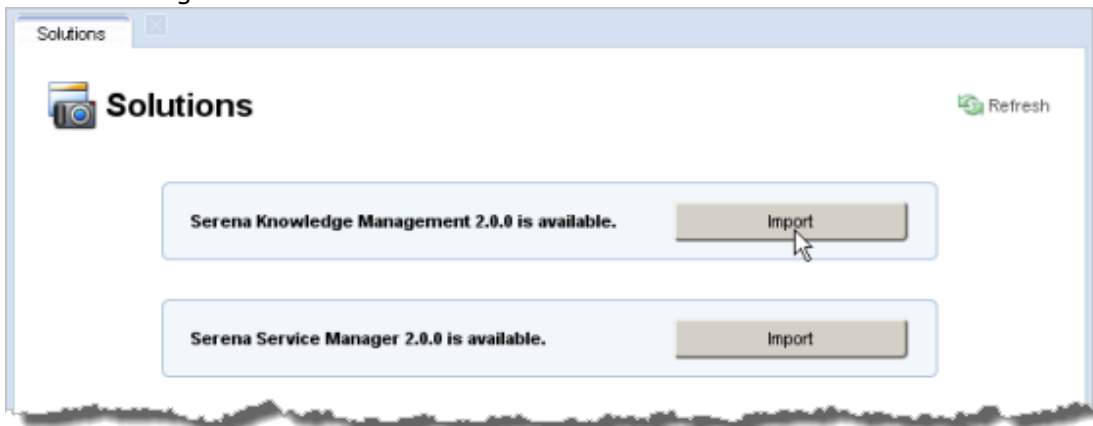 Solutions
Solutions
Refresh
Serena Knowledge Management 2.0.0 is available.
Import
Serena Service Manager 2.0.0 is available.
Import